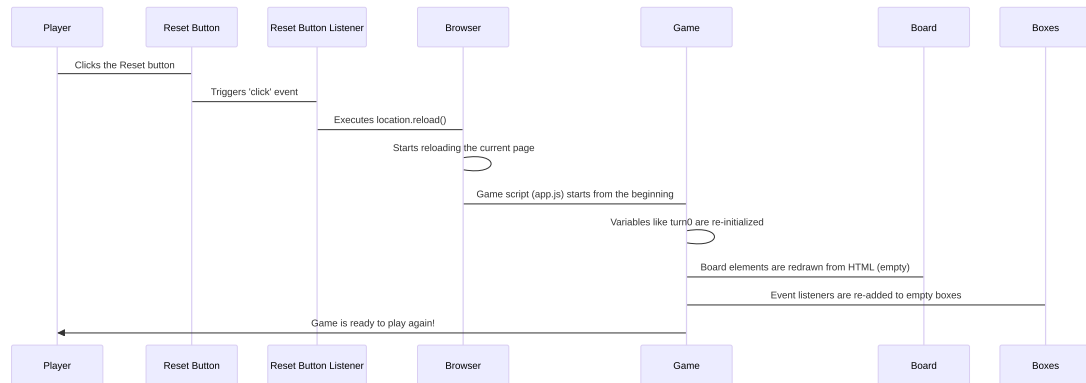 Player
Reset Button
Reset Button Listener
Browser
Game
Board
Boxes
Clicks the Reset button
Triggers 'click' event
Executes location.reload()
Starts reloading the current page
Game script (app.js) starts from the beginning
Variables like turn0 are re-initialized
Board elements are redrawn from HTML (empty)
Event listeners are re-added to empty boxes
Game is ready to play again!
Player
Reset Button
Reset Button Listener
Browser
Game
Board
Boxes